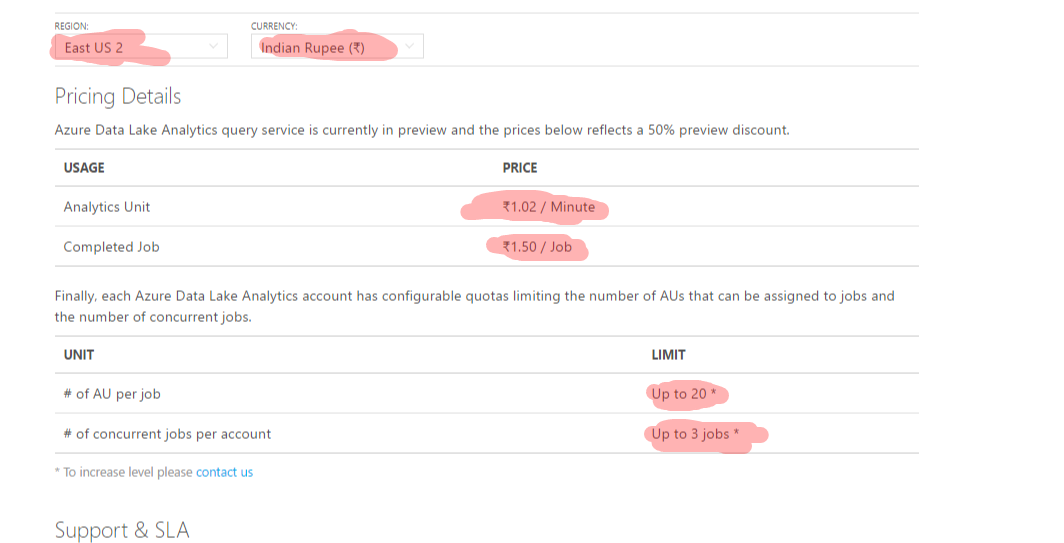 REGION:
CURRENCY:
East US 2
Indian Rupee (₹)
Pricing Details
Azure Data Lake Analytics query service is currently in preview and the prices below reflects a 50% preview discount.
USAGE PRICE
Analytics Unit ₹1.02 / Minute
Completed Job ₹1.50 / Job
Finally, each Azure Data Lake Analytics account has configurable quotas limiting the number of AUs that can be assigned to jobs and
the number of concurrent jobs.
UNIT LIMIT
# of AU per job Up to 20 *
# of concurrent jobs per account Up to 3 jobs *
* To increase level please contact us
Support & SLA